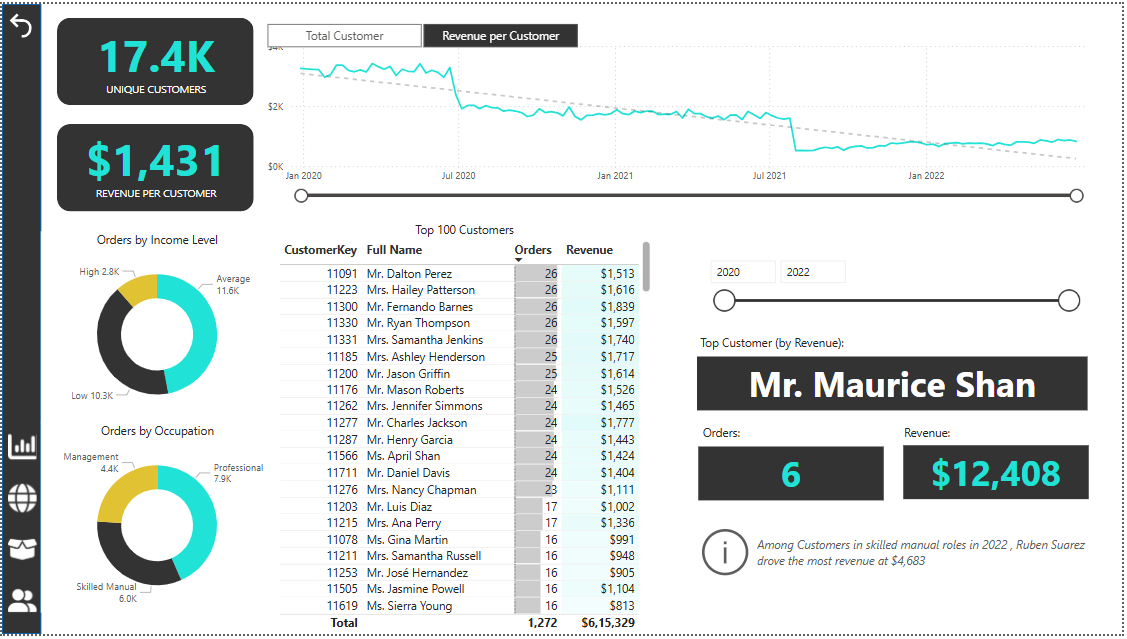 17.4K
UNIQUE CUSTOMERS
$1,431
REVENUE PER CUSTOMER
Total Customer
Revenue per Customer
$4K
$2K
$0K
Jan 2020
Jul 2020
Jan 2021
Jul 2021
Jan 2022
Orders by Income Level
High 2.8K
Average
11.6K
Low 10.3K
Orders by Occupation
Management
4.4K
Professional
7.9K
Skilled Manual
6.0K
Top 100 Customers
CustomerKey Full Name Orders Revenue
11091 Mr. Dalton Perez 26 $1,513
11223 Mrs. Hailey Patterson 26 $1,616
11300 Mr. Fernando Barnes 26 $1,839
11330 Mr. Ryan Thompson 26 $1,597
11331 Mrs. Samantha Jenkins 26 $1,740
11185 Mrs. Ashley Henderson 25 $1,717
11200 Mr. Jason Griffin 25 $1,614
11176 Mr. Mason Roberts 24 $1,526
11262 Mrs. Jennifer Simmons 24 $1,465
11277 Mr. Charles Jackson 24 $1,777
11287 Mr. Henry Garcia 24 $1,443
11566 Ms. April Shan 24 $1,424
11711 Mr. Daniel Davis 24 $1,404
11276 Mrs. Nancy Chapman 23 $1,111
11203 Mr. Luis Diaz 17 $1,002
11215 Mrs. Ana Perry 17 $1,336
11078 Ms. Gina Martin 16 $991
11211 Mrs. Samantha Russell 16 $948
11253 Mr. José Hernandez 16 $905
11505 Ms. Jasmine Powell 16 $1,104
11619 Ms. Sierra Young 16 $813
Total 1,272 $6,15,329
2020
2022
Top Customer (by Revenue):
Mr. Maurice Shan
Orders:
6
Revenue:
$12,408
Among Customers in skilled manual roles in 2022 , Ruben Suarez
drove the most revenue at $4,683